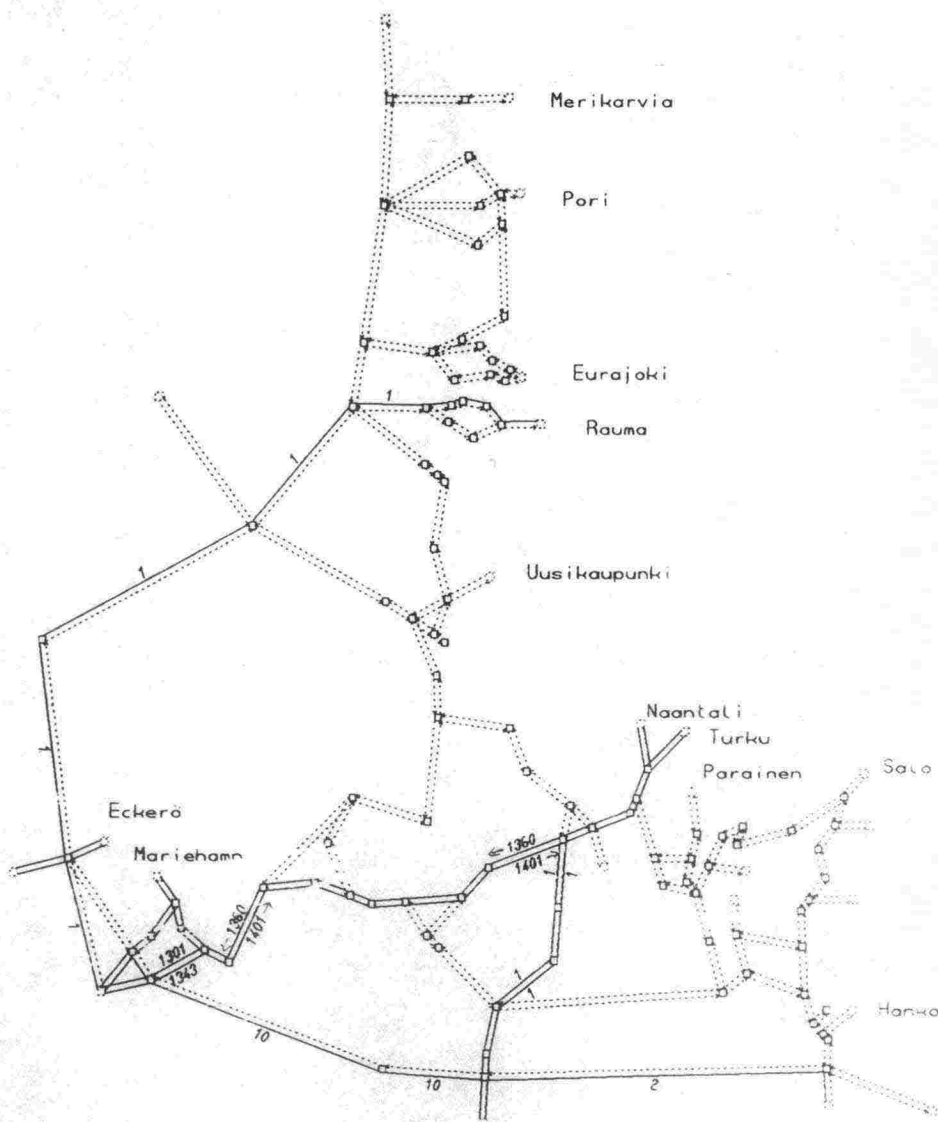 Merikarvia
Pori
Eurajoki
1
Rauma
1
1
Uusikaupunki
Naantali
Turku
Parainen
Salo
1
Eckerö
Mariehamn
1360
1401
1360
1401
1
1301
1343
1
Hanko
10
10
2